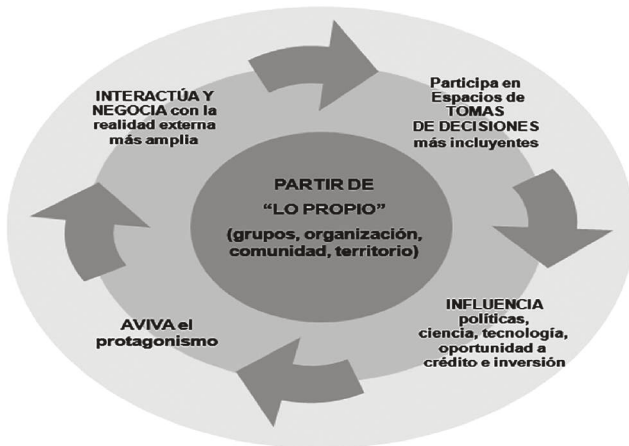 INTERACTÚA Y
NEGOCIA con la
realidad externa
más amplia
Participa en
Espacios de
TOMAS
DE DECISIONES
más incluyentes
PARTIR DE
“LO PROPIO”
(grupos, organización,
comunidad, territorio)
AVIVA el
protagonismo
INFLUENCIA
políticas,
ciencia, tecnología,
oportunidad a
crédito e inversión